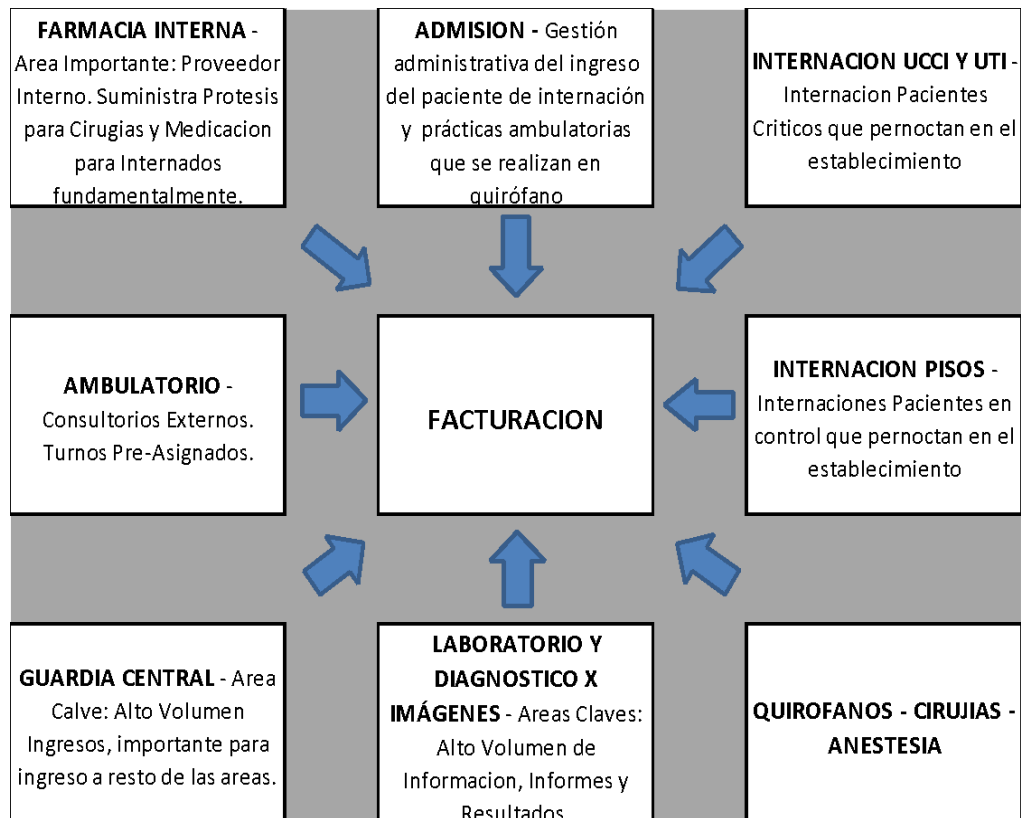 FARMACIA INTERNA -
Area Importante: Proveedor
Interno. Suministra Protesis
para Cirugias y Medicacion
para Internados
fundamentalmente.
ADMISION - Gestión
administrativa del ingreso
del paciente de internación
y prácticas ambulatorias
que se realizan en
quirófano
INTERNACION UCCI Y UTI -
Internacion Pacientes
Criticos que pernoctan en el
establecimiento
AMBULATORIO -
Consultorios Externos.
Turnos Pre-Asignados.
FACTURACION
INTERNACION PISOS -
Internaciones Pacientes en
control que pernoctan en el
establecimiento
GUARDIA CENTRAL - Area
Calve: Alto Volumen
Ingresos, importante para
ingreso a resto de las areas.
LABORATORIO Y
DIAGNOSTICO X
IMÁGENES - Areas Claves:
Alto Volumen de
Informacion, Informes y
Resultados
QUIROFANOS - CIRUJIAS -
ANESTESIA